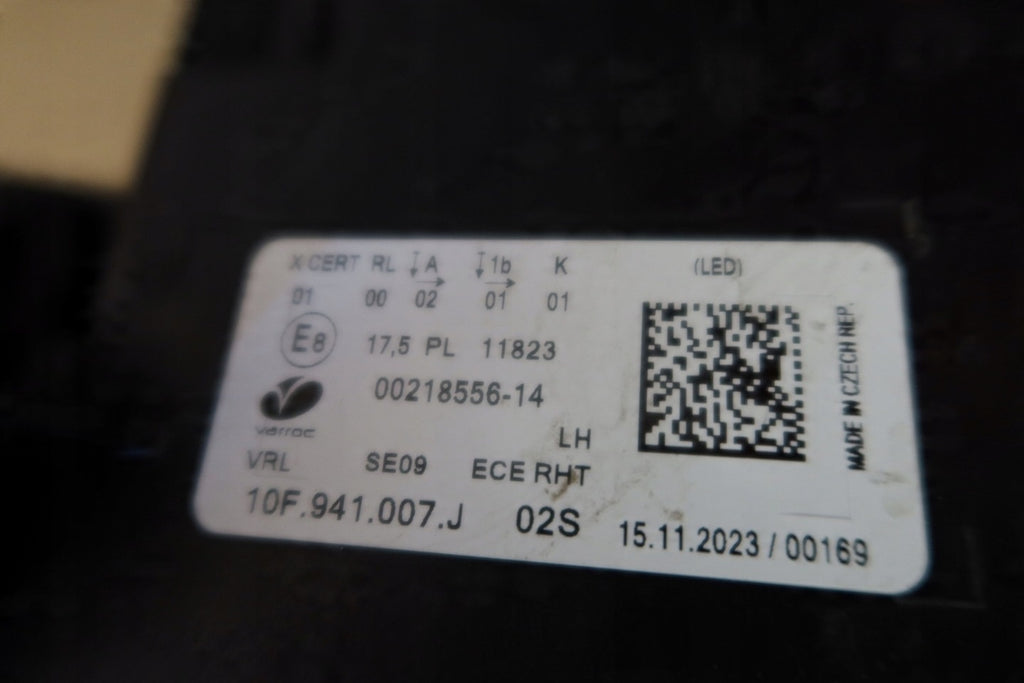 X-CERT RL ↓A → ↓1b → K (LED)
01 00 02 01 01
E8 17,5 PL 11823
00218556-14
varroc
LH
VRL SE09 ECE RHT
10F.941.007.J 02S 15.11.2023 / 00169
MADE IN CZECH REP.